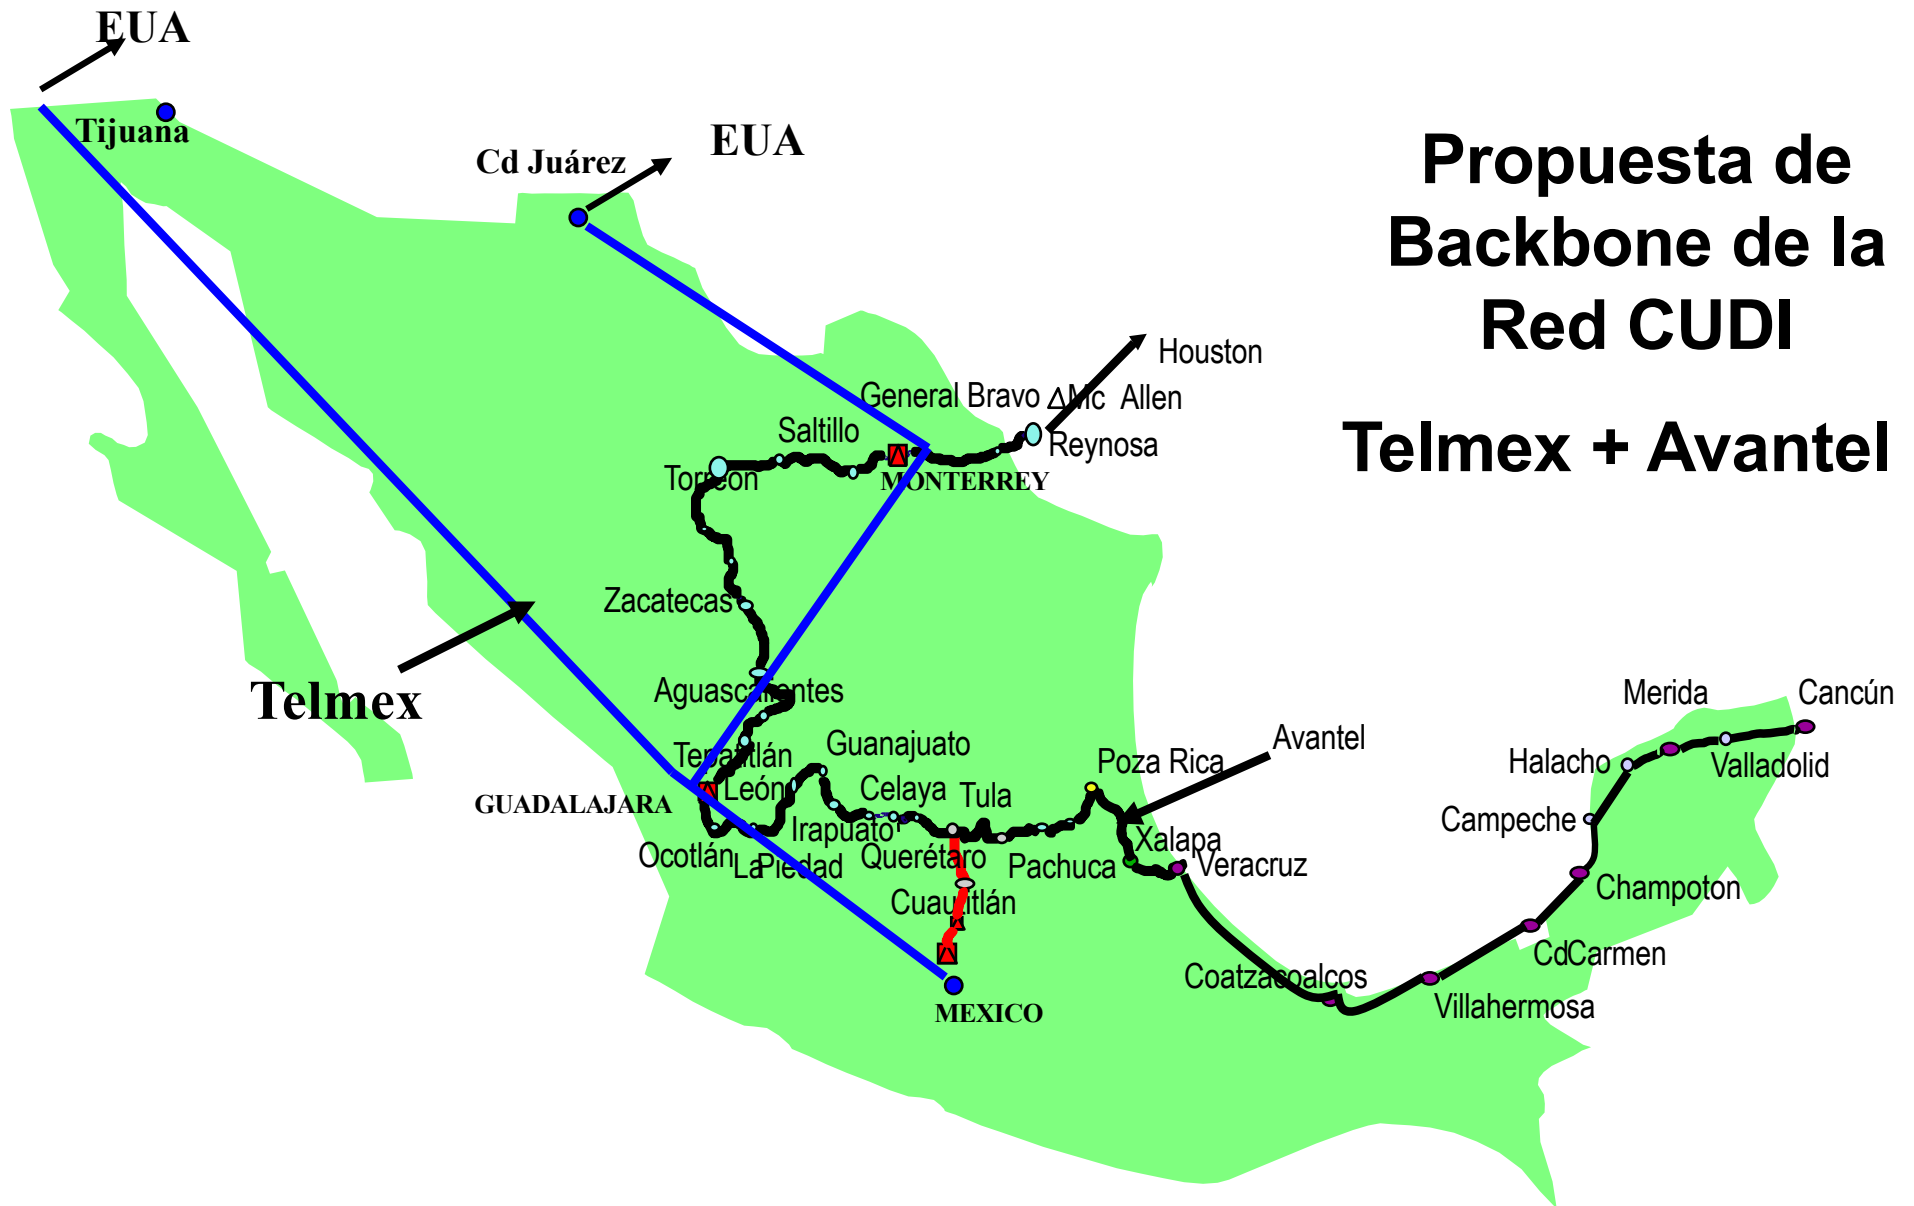 EUA
Tijuana
Cd Juárez
EUA
Propuesta de
Backbone de la
Red CUDI
Telmex + Avantel
Houston
General Bravo
ΔMc Allen
Saltillo
Reynosa
Torreon
MONTERREY
Zacatecas
Telmex
Aguascalientes
Merida
Cancún
Tepatitlán
Guanajuato
Avantel
Poza Rica
Halacho
Valladolid
León
Celaya
Tula
GUADALAJARA
Campeche
Irapuato
Xalapa
Ocotlán
La Piedad
Querétaro
Pachuca
Veracruz
Champoton
Cuautitlán
CdCarmen
Coatzacoalcos
Villahermosa
MEXICO